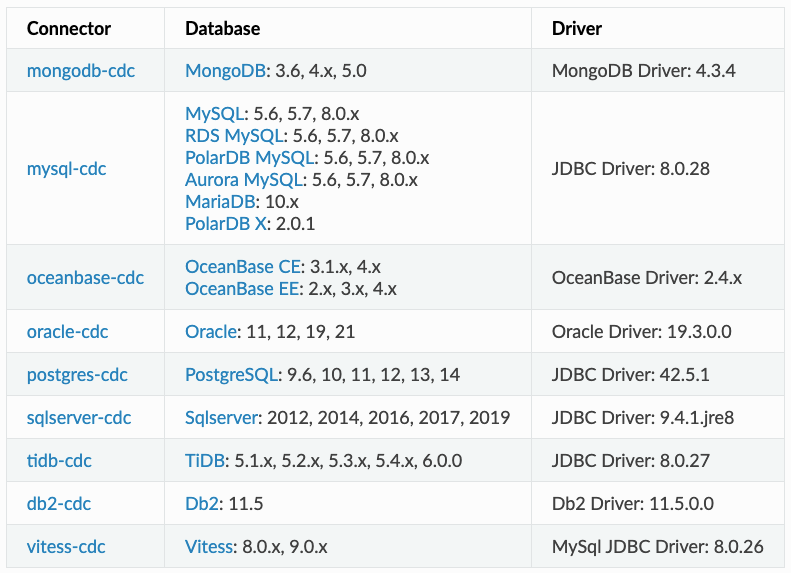 Connector Database Driver
mongodb-cdc MongoDB: 3.6, 4.x, 5.0 MongoDB Driver: 4.3.4
MySQL: 5.6, 5.7, 8.0.x
RDS MySQL: 5.6, 5.7, 8.0.x
PolarDB MySQL: 5.6, 5.7, 8.0.x
mysql-cdc JDBC Driver: 8.0.28
Aurora MySQL: 5.6, 5.7, 8.0.x
MariaDB: 10.x
PolarDB X: 2.0.1
OceanBase CE: 3.1.x, 4.x
oceanbase-cdc OceanBase Driver: 2.4.x
OceanBase EE: 2.x, 3.x, 4.x
oracle-cdc Oracle: 11, 12, 19, 21 Oracle Driver: 19.3.0.0
postgres-cdc PostgreSQL: 9.6, 10, 11, 12, 13, 14 JDBC Driver: 42.5.1
sqlserver-cdc Sqlserver: 2012, 2014, 2016, 2017, 2019 JDBC Driver: 9.4.1.jre8
tidb-cdc TiDB: 5.1.x, 5.2.x, 5.3.x, 5.4.x, 6.0.0 JDBC Driver: 8.0.27
db2-cdc Db2: 11.5 Db2 Driver: 11.5.0.0
vitess-cdc Vitess: 8.0.x, 9.0.x MySql JDBC Driver: 8.0.26